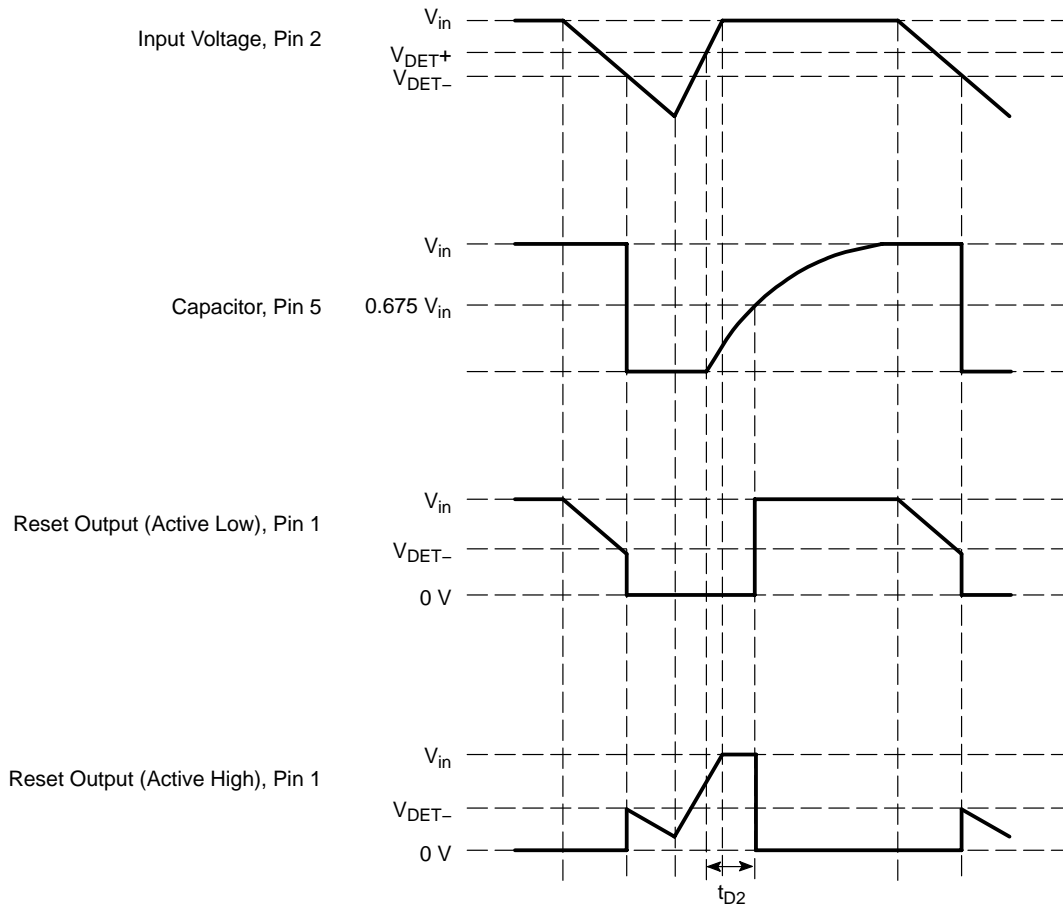 V_in
Input Voltage, Pin 2
V_DET+
V_DET–
V_in
Capacitor, Pin 5
0.675 V_in
V_in
Reset Output (Active Low), Pin 1
V_DET–
0 V
V_in
Reset Output (Active High), Pin 1
V_DET–
0 V
t_D2